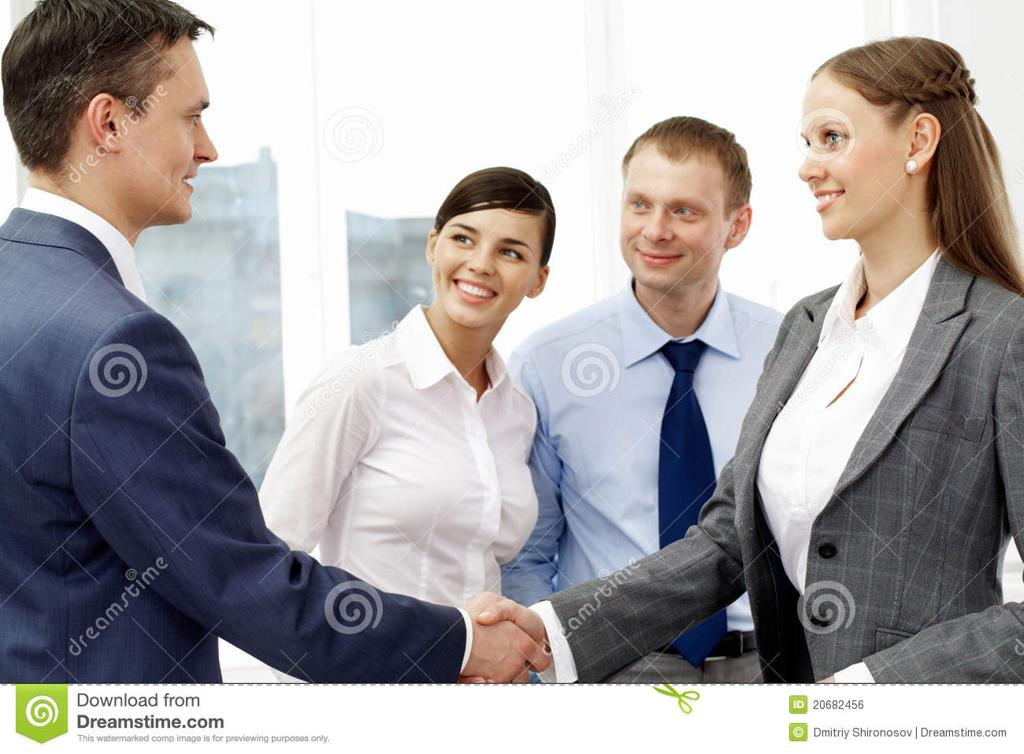 Download from
Dreamstime.com
This watermarked comp image is for previewing purposes only.
ID 20682456
© Dmitriy Shironosov | Dreamstime.com